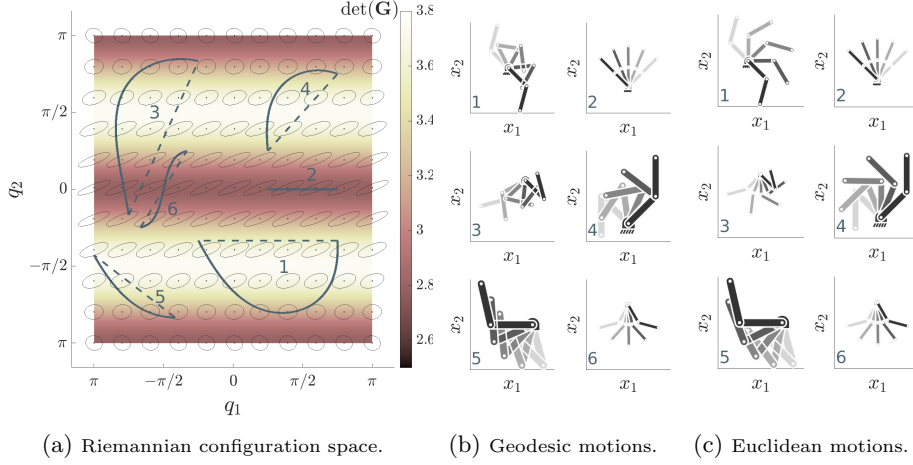 det(G)
π
π/2
0
−π/2
π
q2
π
−π/2
0
π/2
π
q1
3
4
2
6
1
5
3.8
3.6
3.4
3.2
3
2.8
2.6
x2
1
x1
x2
2
x1
x2
3
x1
x2
4
x1
x2
5
x1
x2
6
x1
x2
1
x1
x2
2
x1
x2
3
x1
x2
4
x1
x2
5
x1
x2
6
x1
(a) Riemannian configuration space.
(b) Geodesic motions.
(c) Euclidean motions.